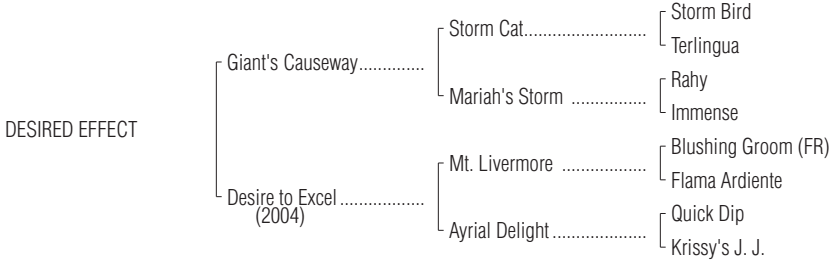 Storm Bird
Storm Cat.........................
Terlingua
Giant's Causeway..............
Rahy
Mariah's Storm ................
Immense
DESIRED EFFECT
Blushing Groom (FR)
Mt. Livermore ..................
Flama Ardiente
Desire to Excel ..................
(2004)
Quick Dip
Ayrial Delight ....................
Krissy's J. J.